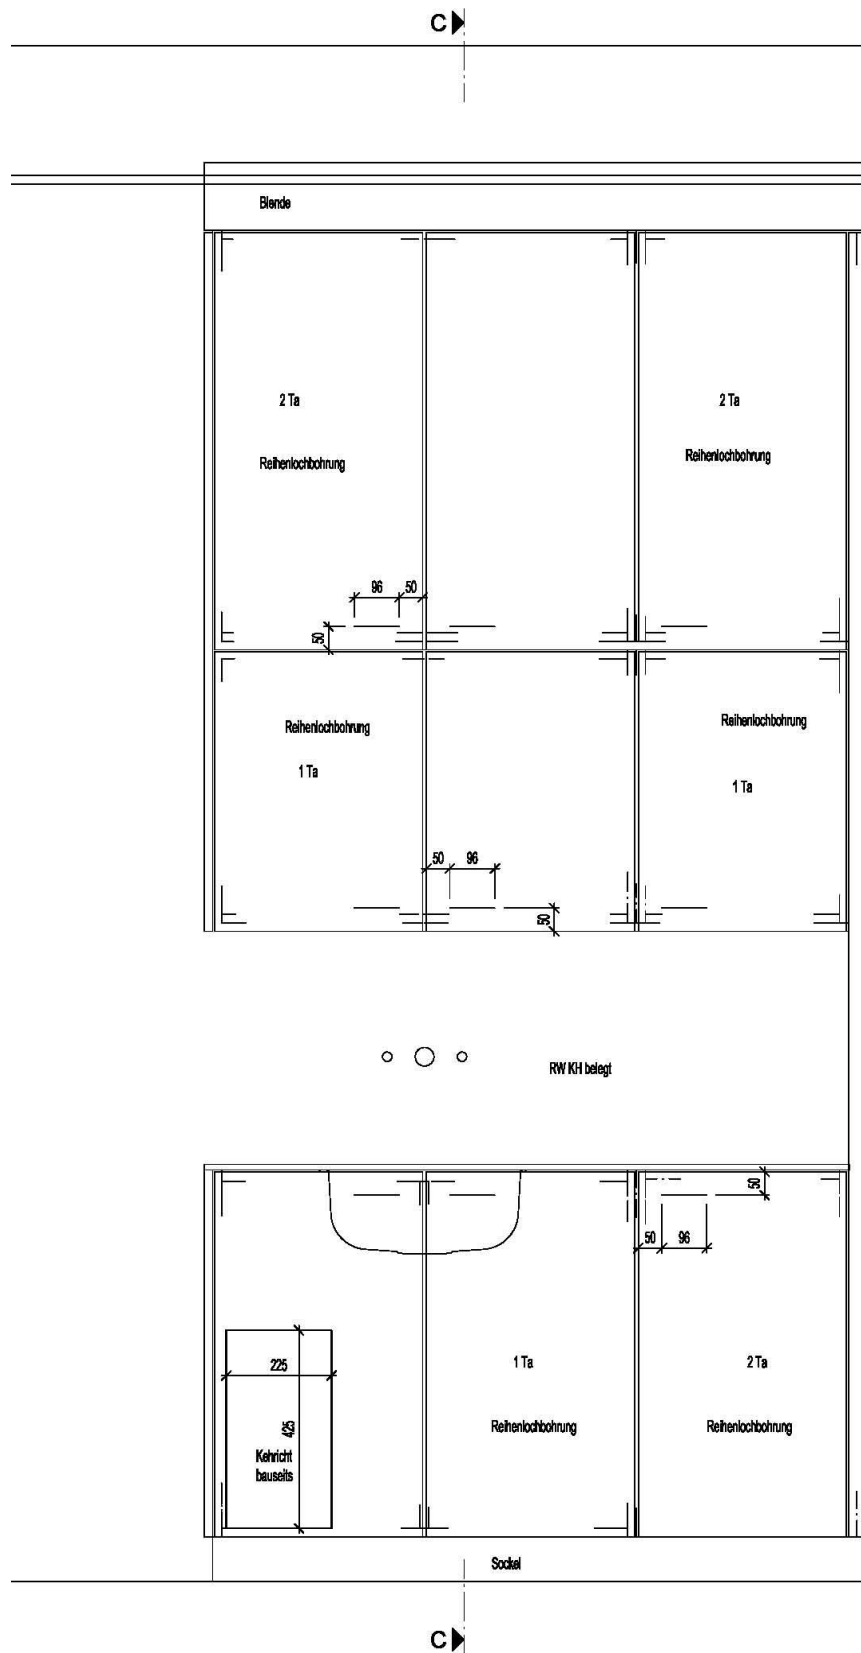 C
Blende
2 Ta
2 Ta
Reihenlochbohrung
Reihenlochbohrung
96
50
50
Reihenlochbohrung
Reihenlochbohrung
1 Ta
1 Ta
50
96
50
RW KH belegt
50
50
96
225
1 Ta
2 Ta
425
Reihenlochbohrung
Reihenlochbohrung
Kehricht
bauseits
Sockel
C